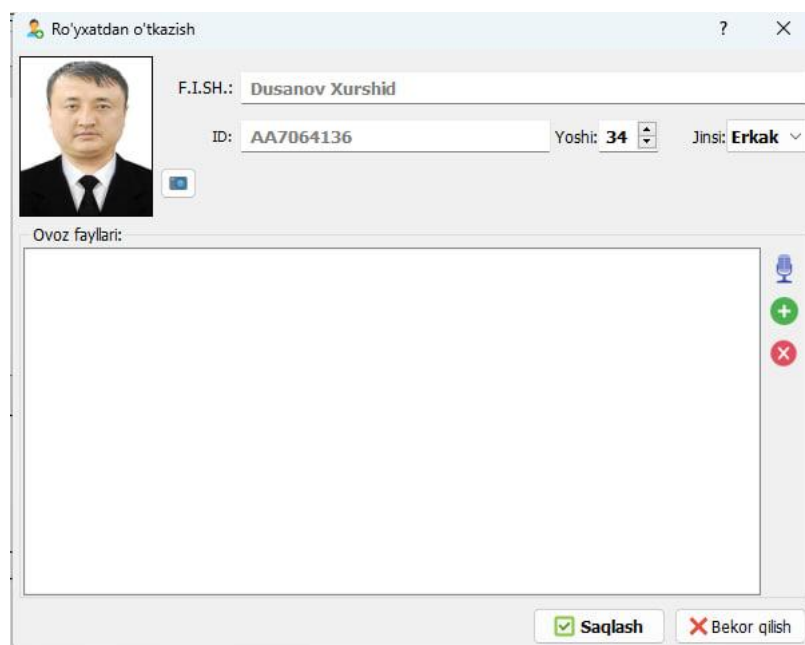 Ro'yxatdan o'tkazish ?
F.I.SH.: Dusanov Xurshid
ID: AA7064136 Yoshi: 34 Jinsi: Erkak
Ovoz fayllari:
Saqlash Bekor qilish